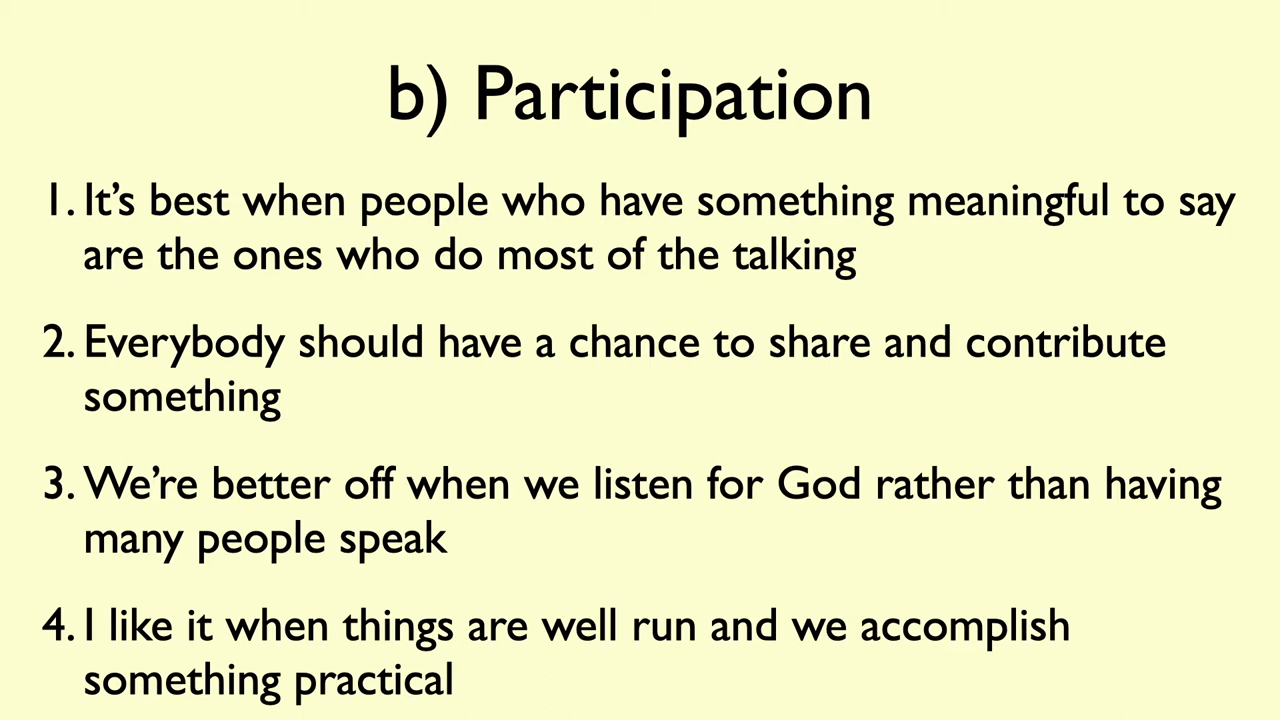 b) Participation
1. It’s best when people who have something meaningful to say
are the ones who do most of the talking
2. Everybody should have a chance to share and contribute
something
3. We’re better off when we listen for God rather than having
many people speak
4. I like it when things are well run and we accomplish
something practical